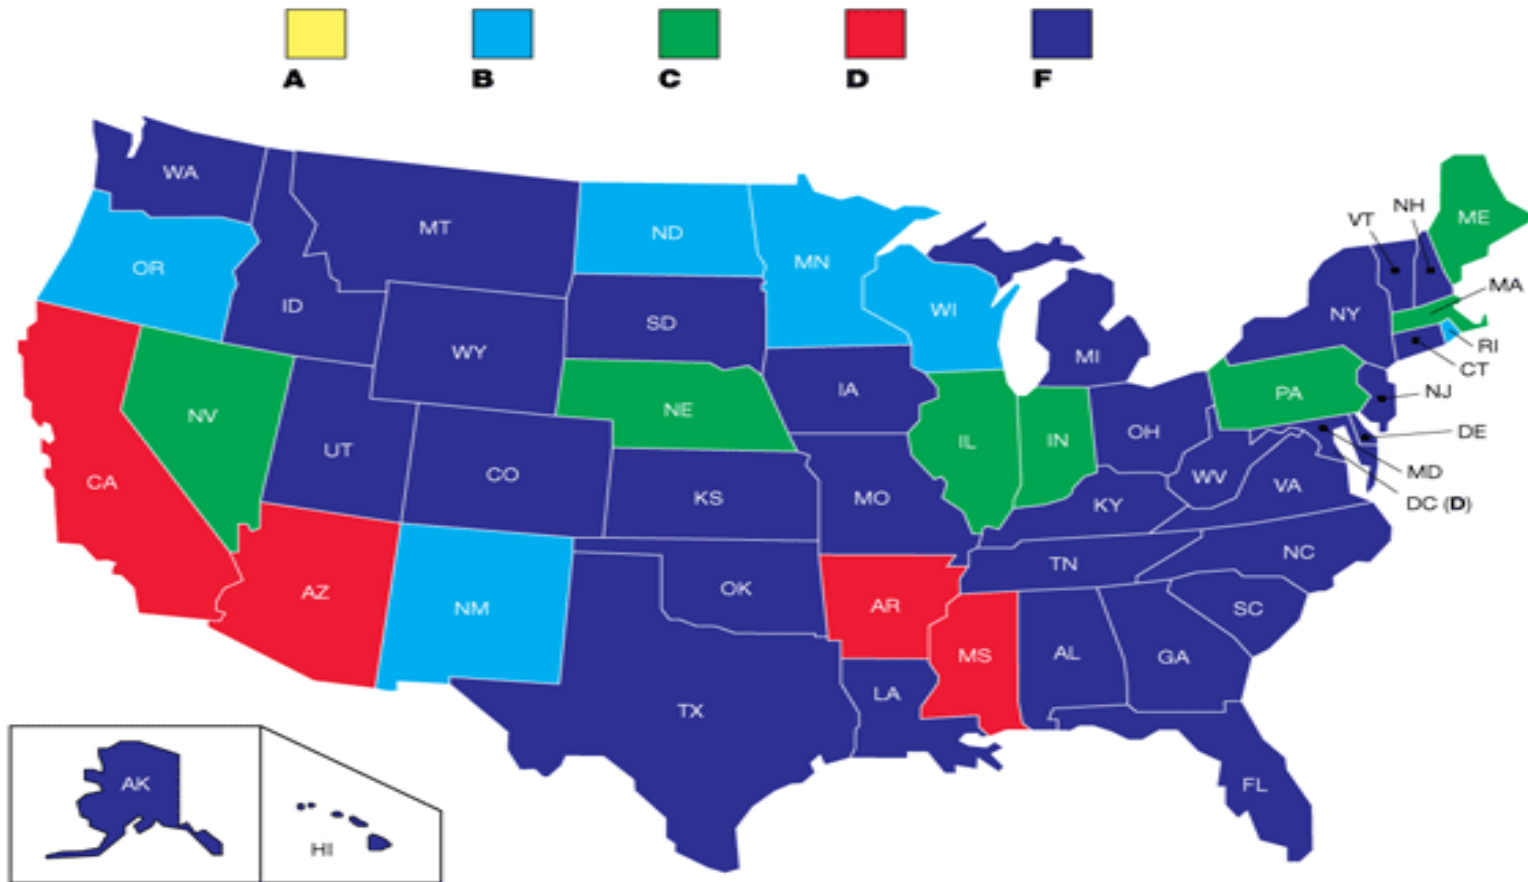 A B C D F
WA
MT
ND
MN
OR
ID
SD
WI
WY
MI
NY
VT
NH
ME
MA
RI
CT
NJ
DE
MD
DC (D)
PA
IA
NE
NV
UT
CO
CA
IL
IN
OH
WV
VA
KS
MO
KY
NC
TN
OK
AZ
NM
AR
SC
MS
AL
GA
LA
TX
FL
AK
HI